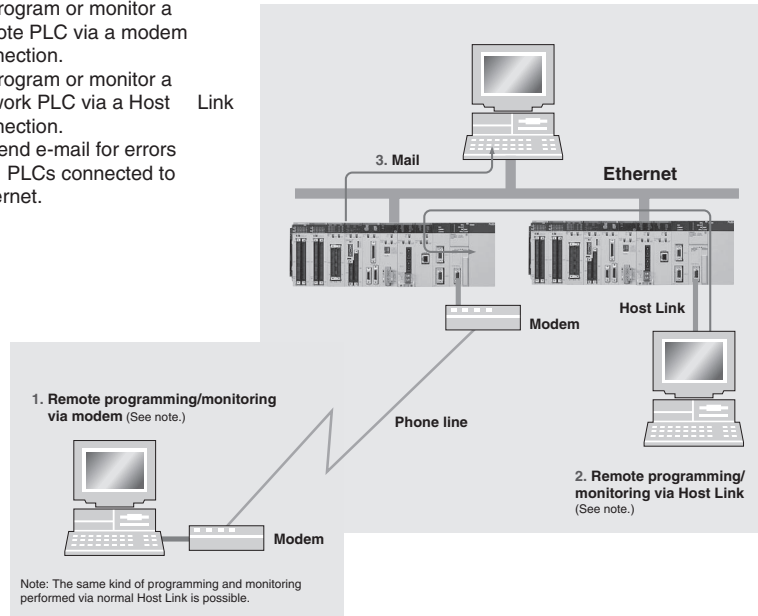 rogram or monitor a
ote PLC via a modem
nection.
rogram or monitor a
work PLC via a Host Link
nection.
end e-mail for errors
PLCs connected to
ernet.
3. Mail
Ethernet
Host Link
Modem
1. Remote programming/monitoring
via modem (See note.)
Phone line
2. Remote programming/
monitoring via Host Link
(See note.)
Modem
Note: The same kind of programming and monitoring
performed via normal Host Link is possible.